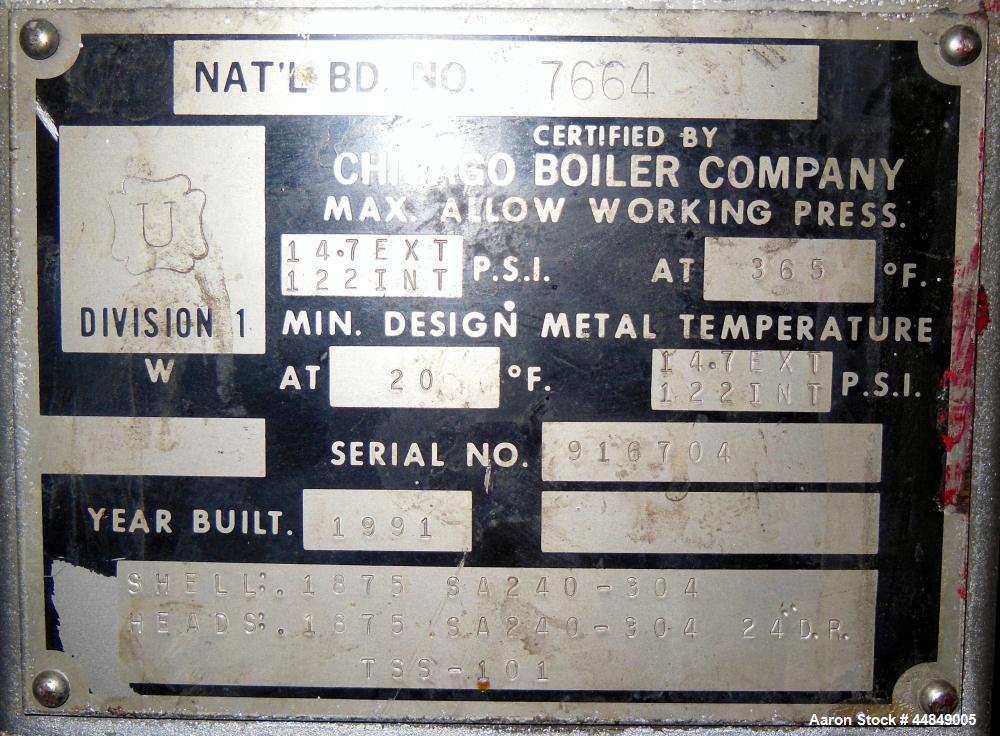 NAT'L BD. NO. 7664
U
DIVISION 1
W
CERTIFIED BY
CHICAGO BOILER COMPANY
MAX. ALLOW WORKING PRESS.
14.7EXT
122INT P.S.I. AT 365 °F.
MIN. DESIGN METAL TEMPERATURE
AT 20 °F. 14.7EXT
122INT P.S.I.
SERIAL NO. 916704
YEAR BUILT. 1991
SHELL:.1875 SA240-304
HEADS:.1875 SA240-304 24"D.R.
TSS-101
Aaron Stock # 44849005